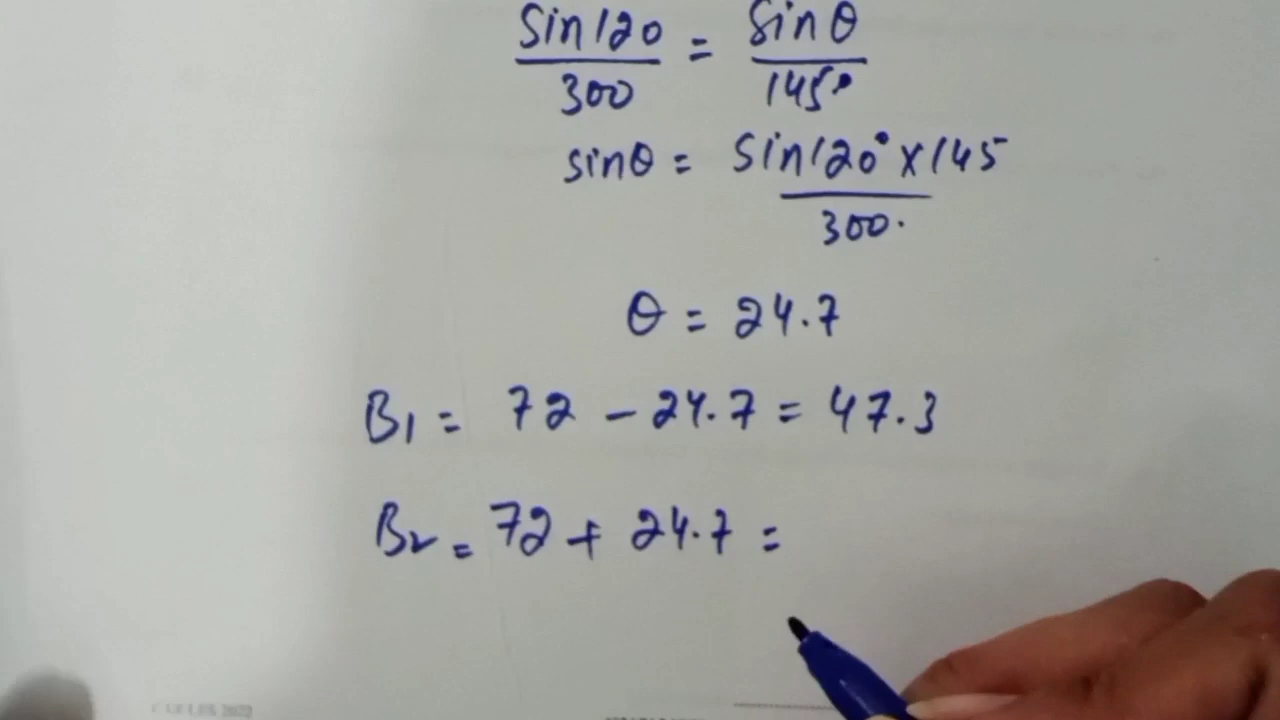 Sin120 / 300 = Sinθ / 145°
sinθ = Sin120° x 145 / 300.
θ = 24.7
B1 = 72 - 24.7 = 47.3
B2 = 72 + 24.7 =